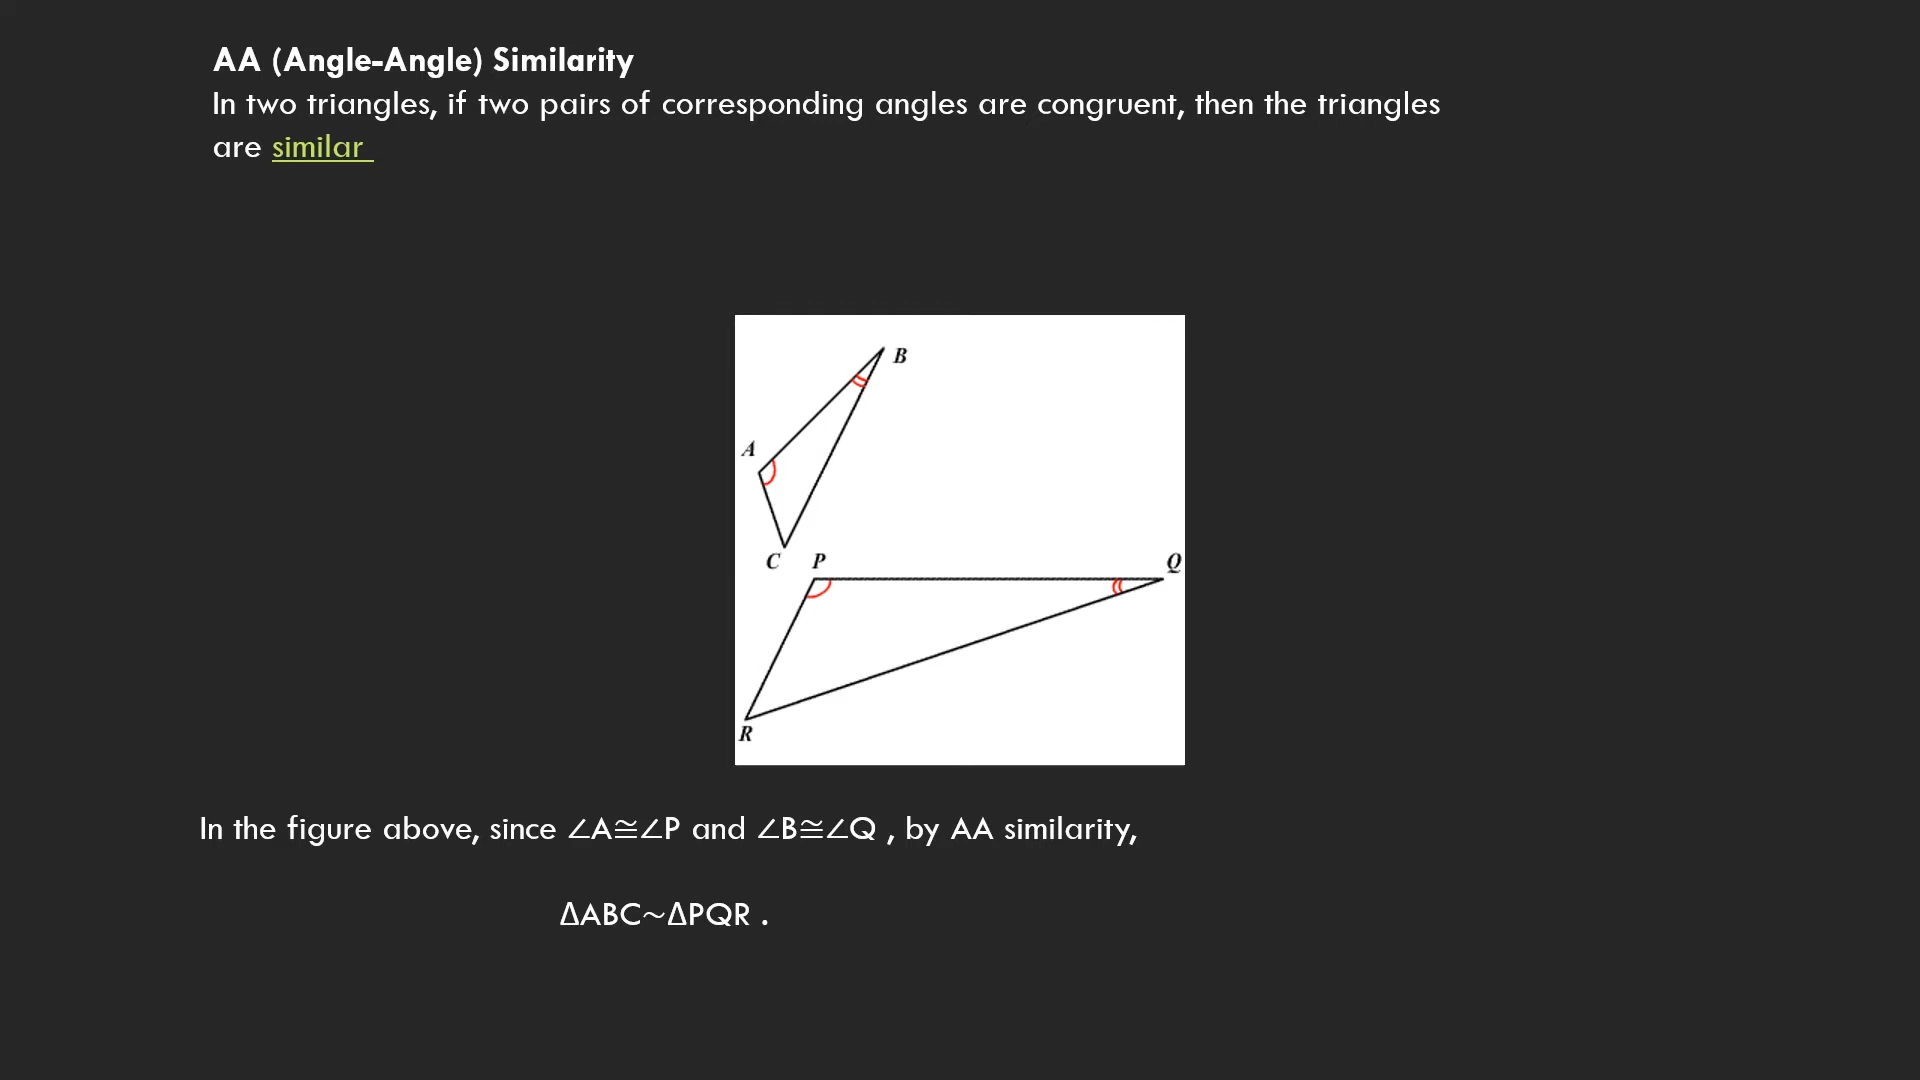 AA (Angle-Angle) Similarity
In two triangles, if two pairs of corresponding angles are congruent, then the triangles
are similar
B
A
C P Q
R
In the figure above, since ∠A≅∠P and ∠B≅∠Q , by AA similarity,
ΔABC~ΔPQR .